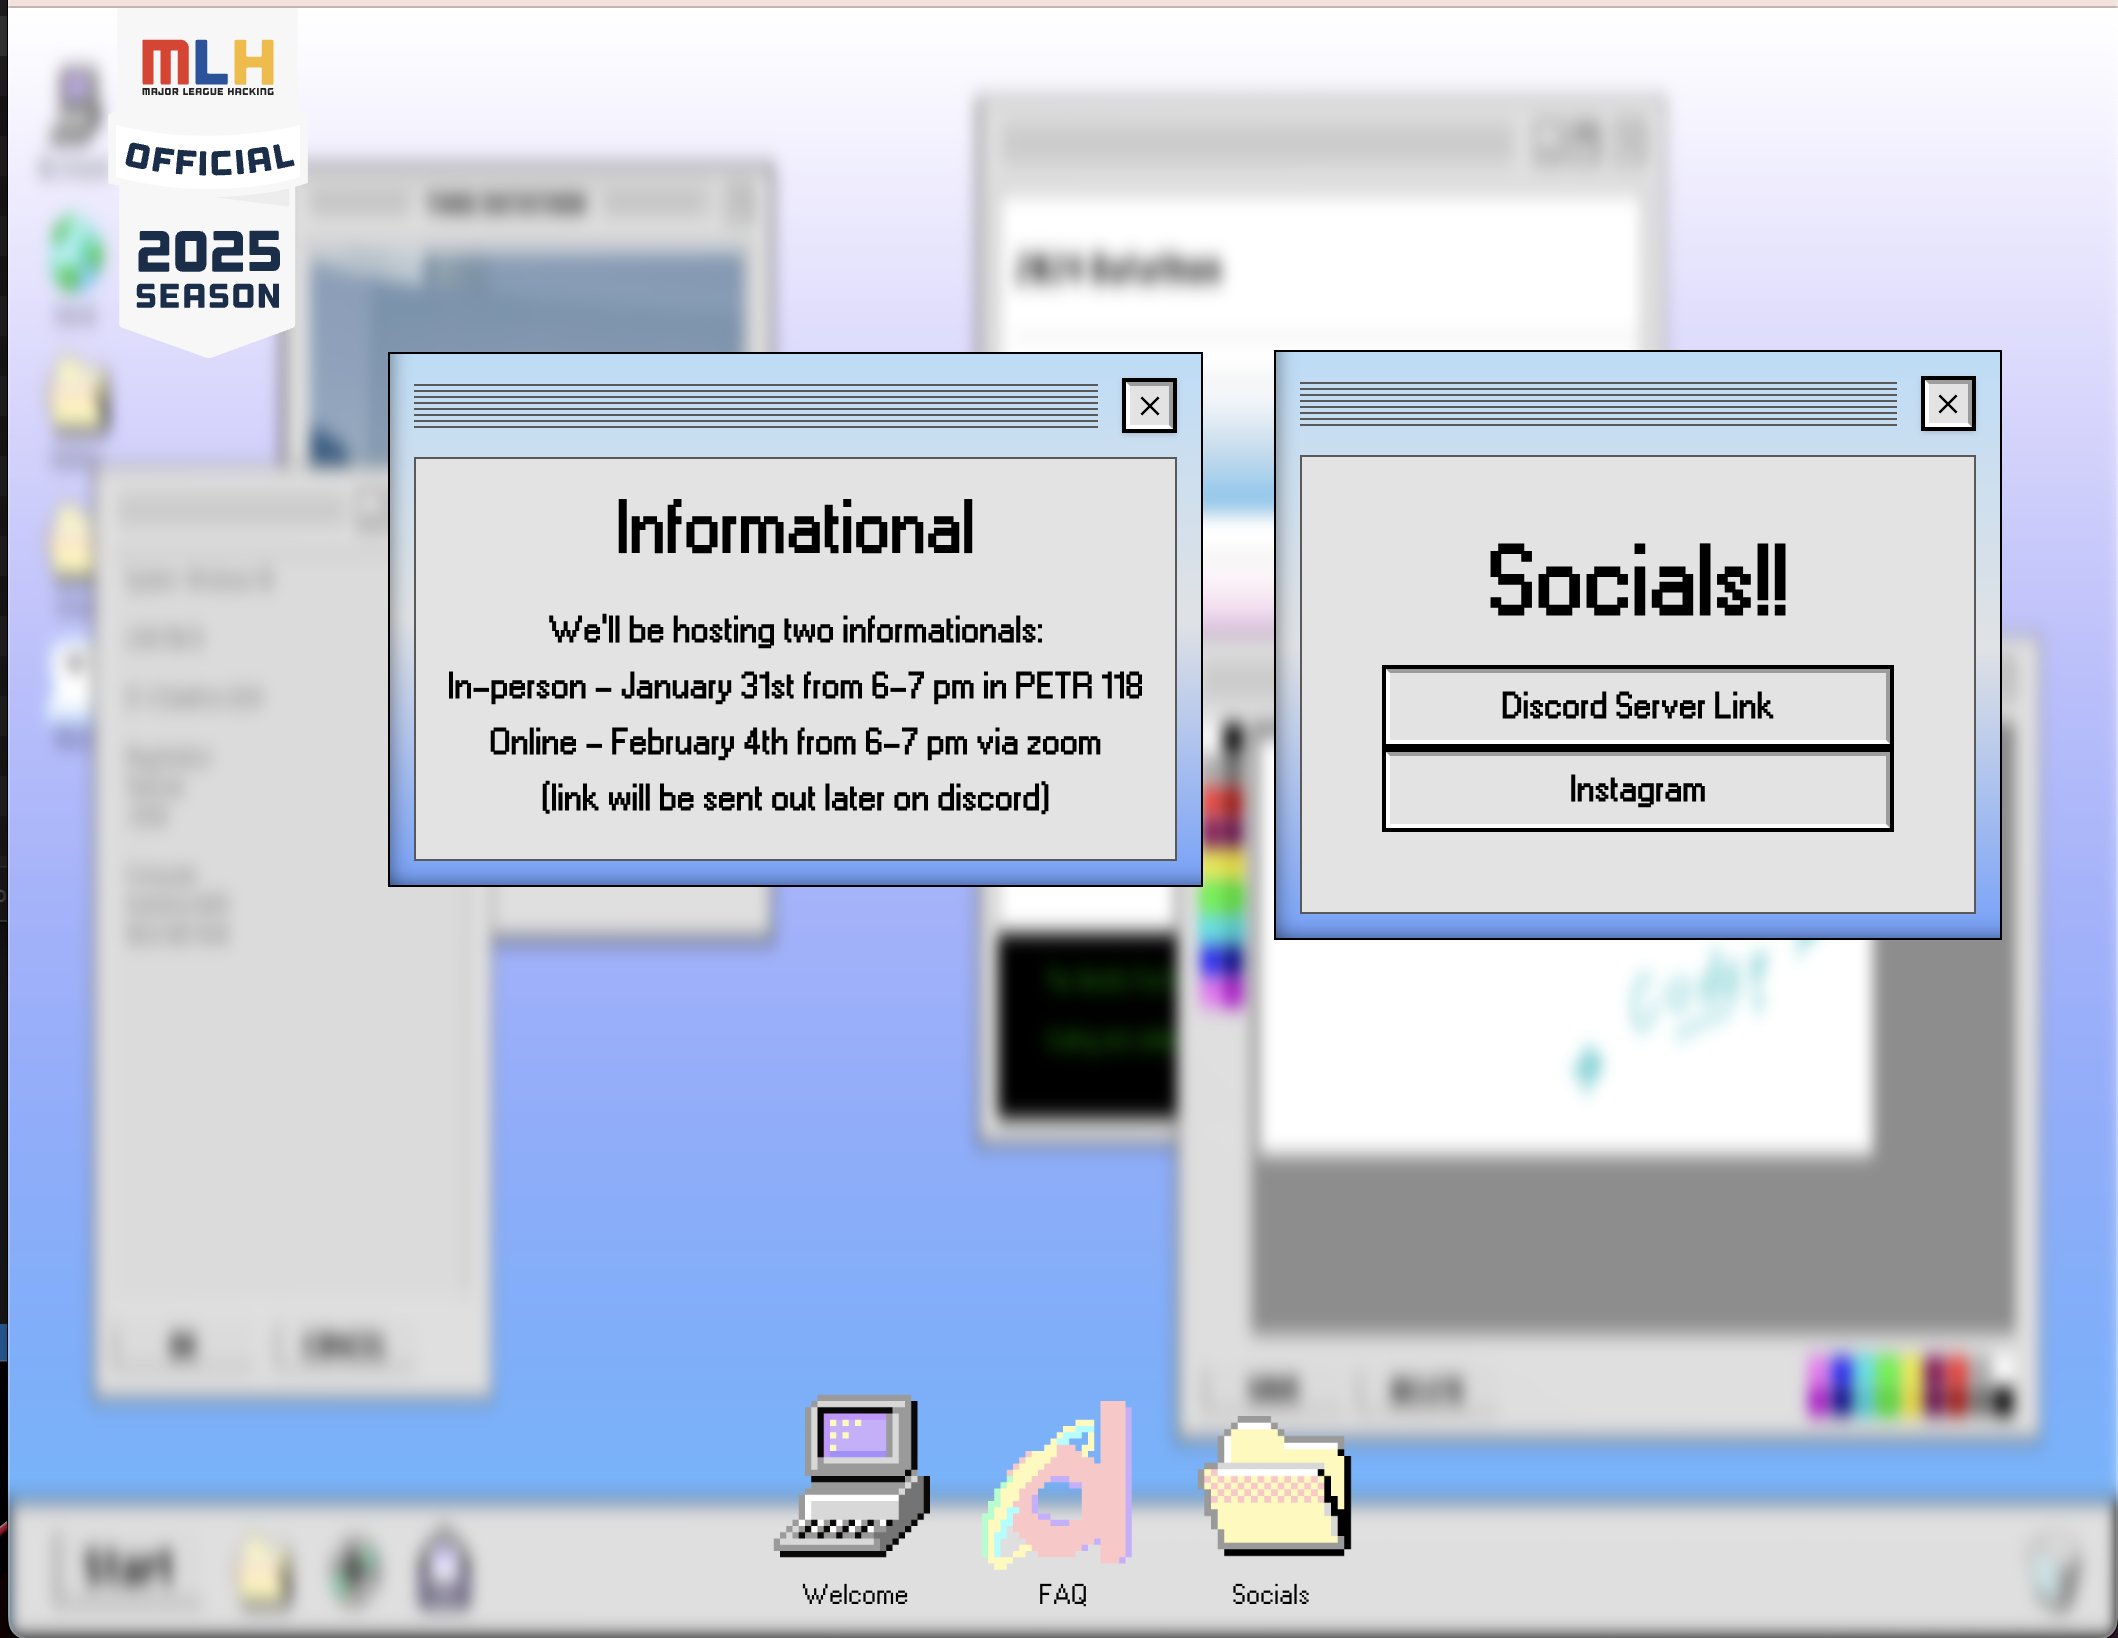 MLH
MAJOR LEAGUE HACKING
OFFICIAL
2025
SEASON
Informational
We'll be hosting two informationals:
In-person - January 31st from 6-7 pm in PETR 118
Online - February 4th from 6-7 pm via zoom
(link will be sent out later on discord)
Socials!!
Discord Server Link
Instagram
Start
Welcome
FAQ
Socials